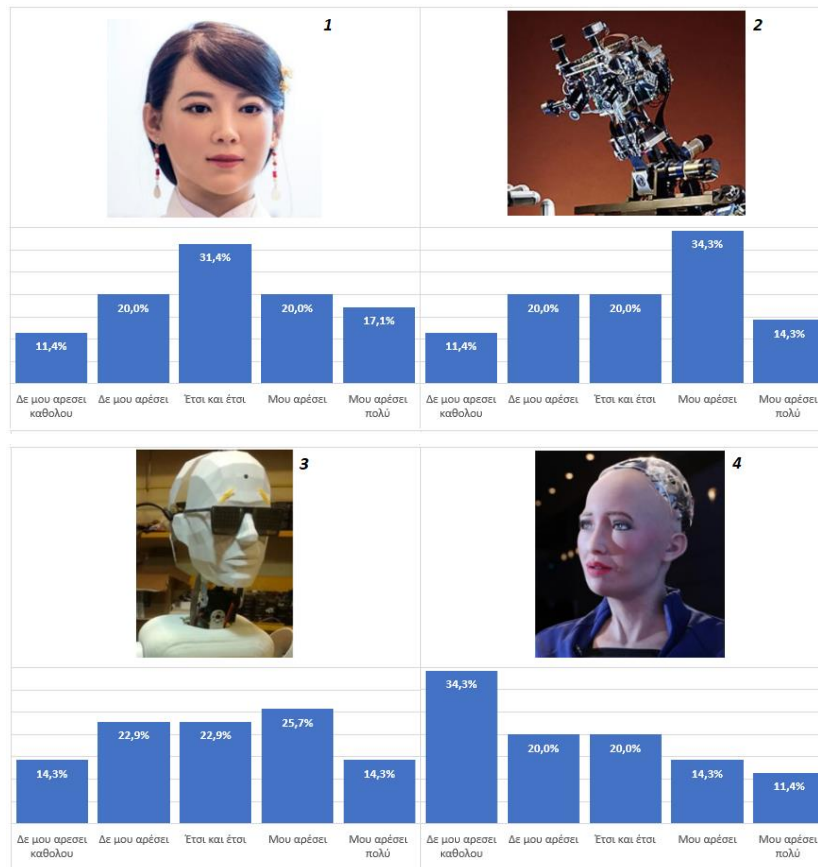 1
2
31,4%
20,0%
20,0%
17,1%
11,4%
34,3%
20,0%
20,0%
14,3%
11,4%
Δε μου αρεσει
καθολου
Δε μου αρέσει
Έτσι και έτσι
Μου αρέσει
Μου αρέσει
πολύ
Δε μου αρεσει
καθολου
Δε μου αρέσει
Έτσι και έτσι
Μου αρέσει
Μου αρέσει
πολύ
3
4
14,3%
22,9%
22,9%
25,7%
14,3%
34,3%
20,0%
20,0%
14,3%
11,4%
Δε μου αρεσει
καθολου
Δε μου αρέσει
Έτσι και έτσι
Μου αρέσει
Μου αρέσει
πολύ
Δε μου αρεσει
καθολου
Δε μου αρέσει
Έτσι και έτσι
Μου αρέσει
Μου αρέσει
πολύ